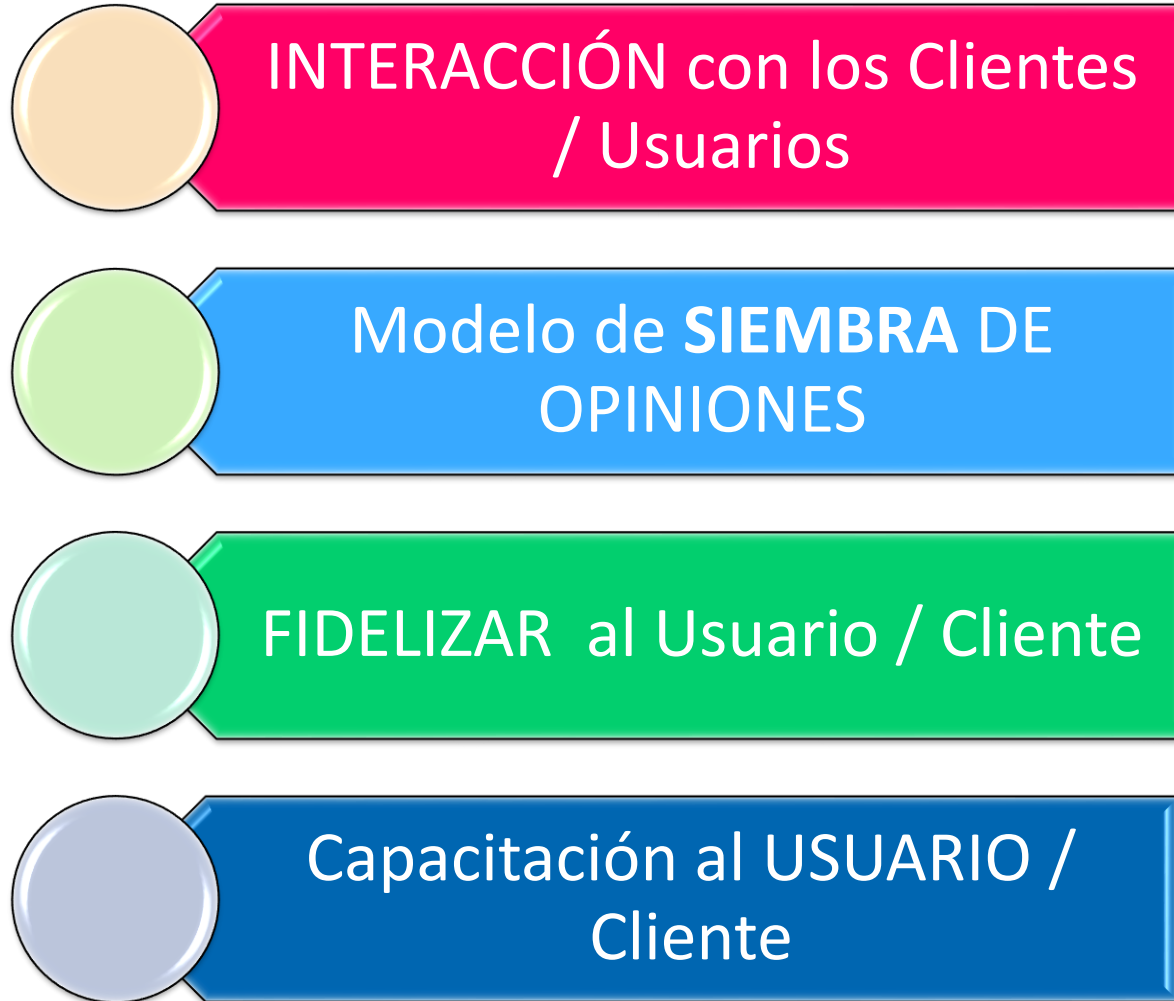 INTERACCIÓN con los Clientes
/ Usuarios
Modelo de SIEMBRA DE
OPINIONES
FIDELIZAR  al Usuario / Cliente
Capacitación al USUARIO /
Cliente